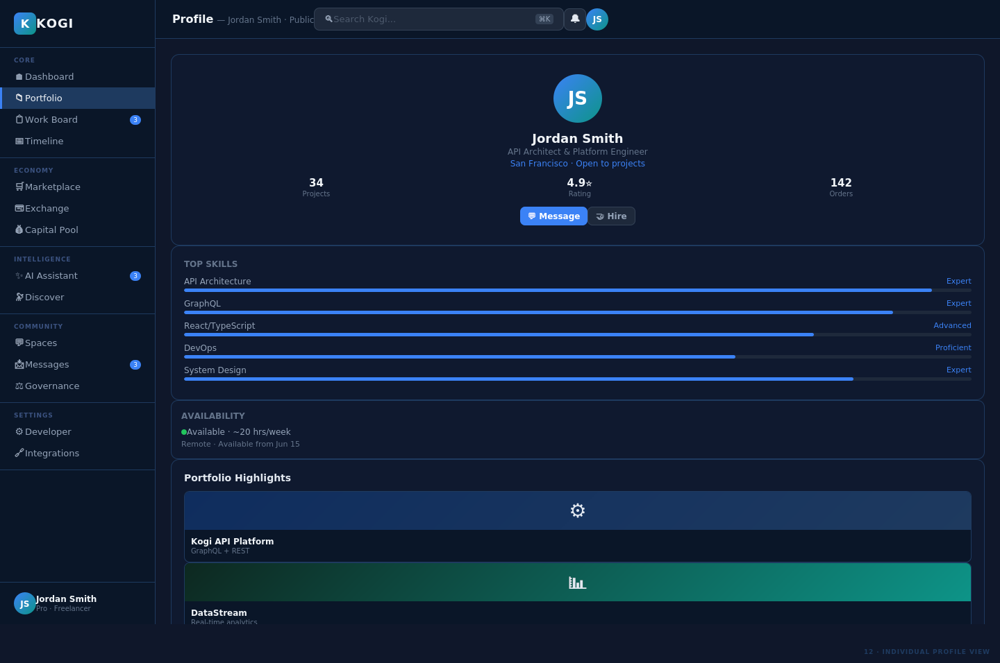 K KOGI
CORE
Dashboard
Portfolio
Work Board 3
Timeline
ECONOMY
Marketplace
Exchange
Capital Pool
INTELLIGENCE
AI Assistant 3
Discover
COMMUNITY
Spaces
Messages 3
Governance
SETTINGS
Developer
Integrations
JS Jordan Smith
Pro · Freelancer
Profile — Jordan Smith · Public
Search Kogi... ⌘K
JS
JS
Jordan Smith
API Architect & Platform Engineer
San Francisco · Open to projects
34 4.9☆ 142
Projects Rating Orders
Message Hire
TOP SKILLS
API Architecture Expert
GraphQL Expert
React/TypeScript Advanced
DevOps Proficient
System Design Expert
AVAILABILITY
Available · ~20 hrs/week
Remote · Available from Jun 15
Portfolio Highlights
Kogi API Platform
GraphQL + REST
DataStream
Real-time analytics
12 · INDIVIDUAL PROFILE VIEW